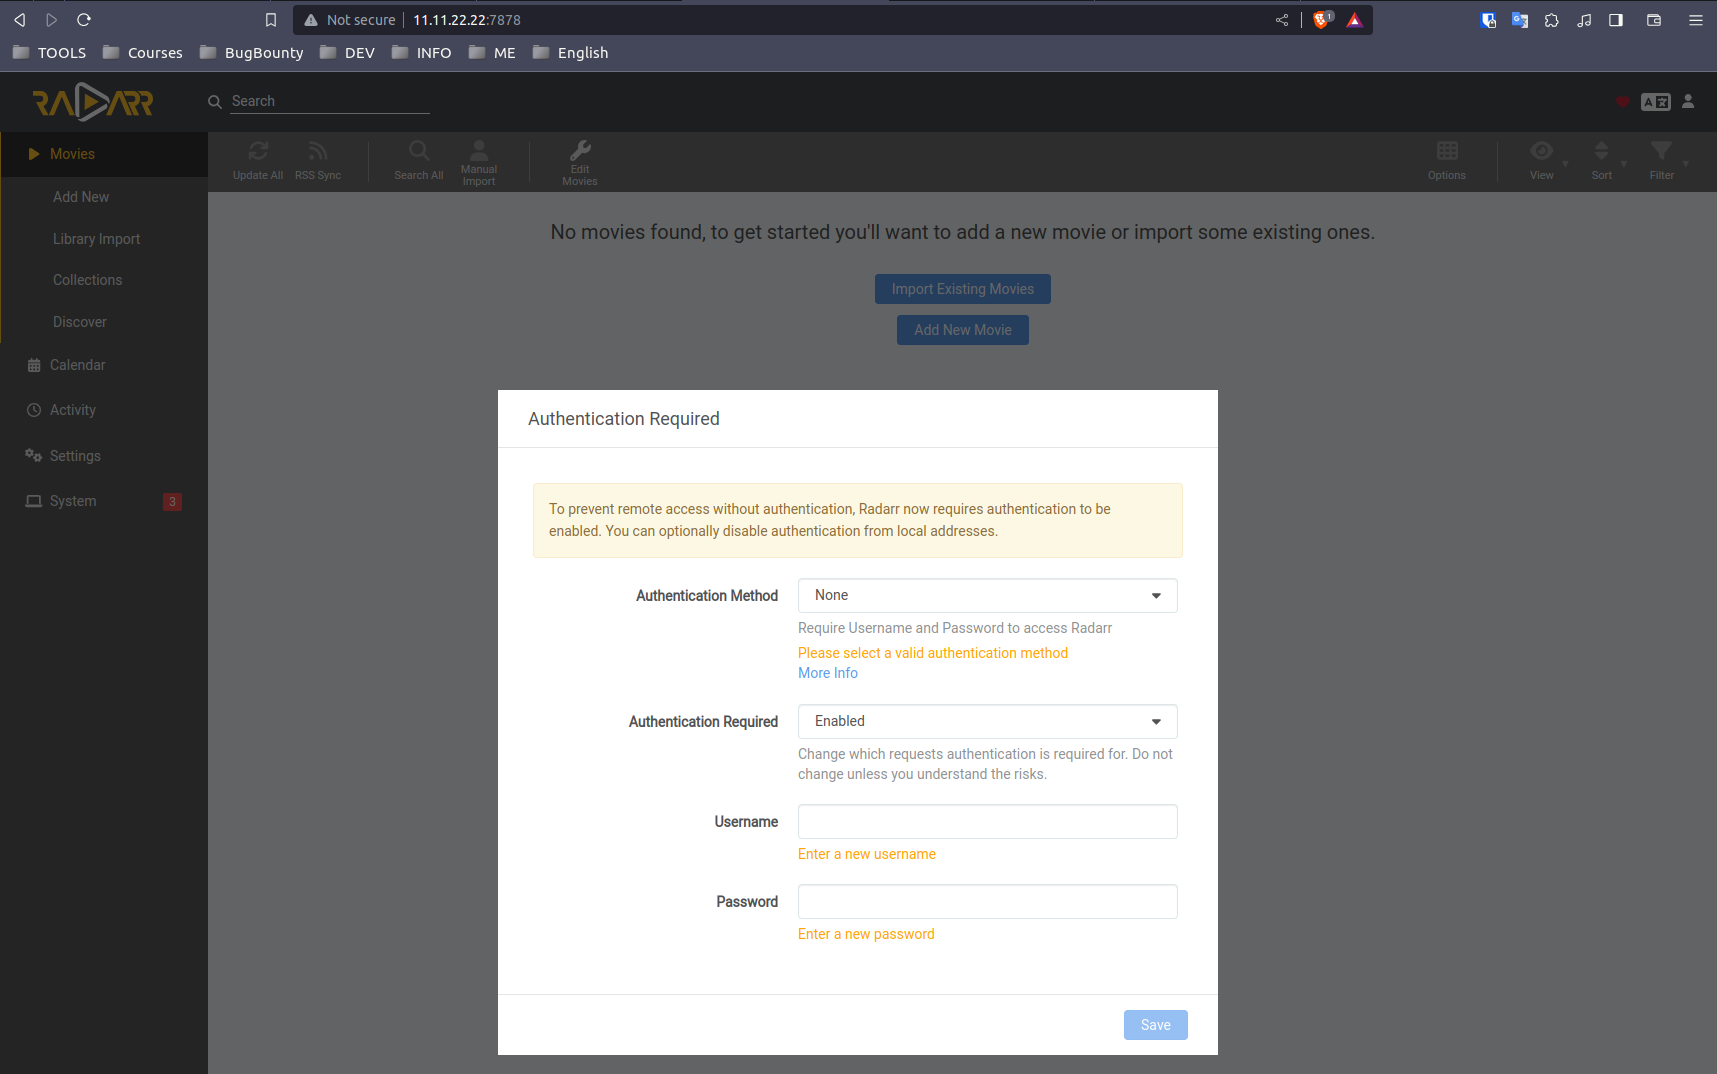 Not secure 11.11.22.22:7878
1
TOOLS Courses BugBounty DEV INFO ME English
RADARR
Search
Movies
Add New
Library Import
Collections
Discover
Calendar
Activity
Settings
System 3
Update All RSS Sync Search All Manual Import Edit Movies Options View Sort Filter
No movies found, to get started you'll want to add a new movie or import some existing ones.
Import Existing Movies
Add New Movie
Authentication Required
To prevent remote access without authentication, Radarr now requires authentication to be
enabled. You can optionally disable authentication from local addresses.
Authentication Method None
Require Username and Password to access Radarr
Please select a valid authentication method
More Info
Authentication Required Enabled
Change which requests authentication is required for. Do not
change unless you understand the risks.
Username
Enter a new username
Password
Enter a new password
Save